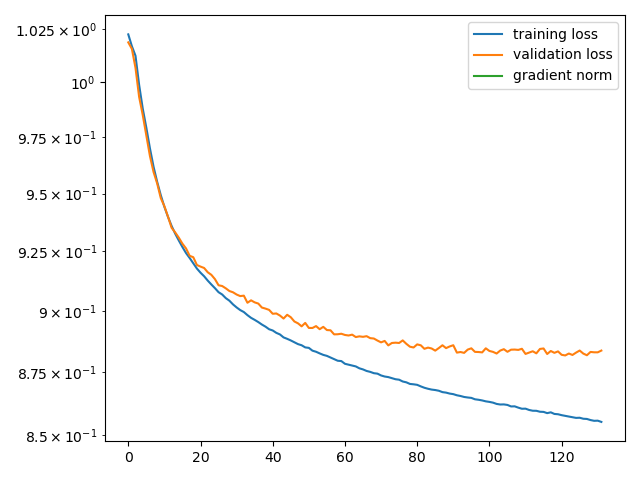 1.025 × 10⁰
10⁰
9.75 × 10⁻¹
9.5 × 10⁻¹
9.25 × 10⁻¹
9 × 10⁻¹
8.75 × 10⁻¹
8.5 × 10⁻¹
training loss
validation loss
gradient norm
0 20 40 60 80 100 120